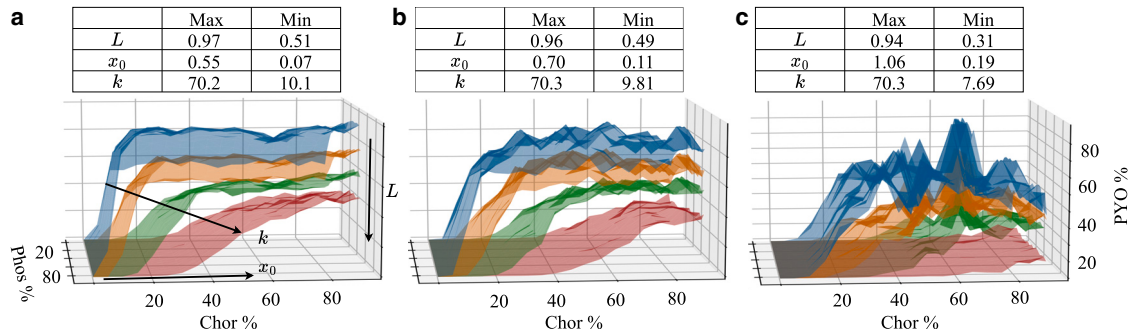 a
Max Min
L 0.97 0.51
x₀ 0.55 0.07
k 70.2 10.1
L
k
x₀
Phos %
20
80
20 40 60 80
Chor %
b
Max Min
L 0.96 0.49
x₀ 0.70 0.11
k 70.3 9.81
20 40 60 80
Chor %
c
Max Min
L 0.94 0.31
x₀ 1.06 0.19
k 70.3 7.69
80
60
40
20
PYO %
20 40 60 80
Chor %